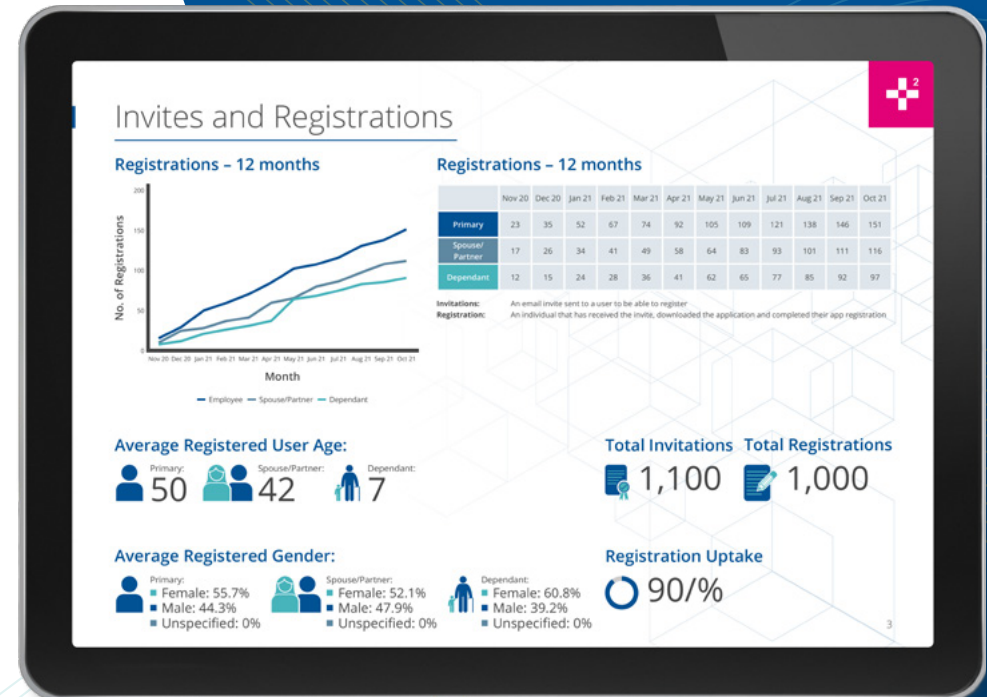 2
Invites and Registrations
Registrations – 12 months
200
150
100
50
0
No. of Registrations
Nov 20 Dec 20 Jan 21 Feb 21 Mar 21 Apr 21 May 21 Jun 21 Jul 21 Aug 21 Sep 21 Oct 21
Month
Employee Spouse/Partner Dependant
Registrations – 12 months
Nov 20 Dec 20 Jan 21 Feb 21 Mar 21 Apr 21 May 21 Jun 21 Jul 21 Aug 21 Sep 21 Oct 21
Primary 23 35 52 67 74 92 105 109 121 138 146 151
Spouse/
Partner 17 26 34 41 49 58 64 83 93 101 111 116
Dependant 12 15 24 28 36 41 62 65 77 85 92 97
Invitations: An email invite sent to a user to be able to register
Registration: An individual that has received the invite, downloaded the application and completed their app registration
Average Registered User Age:
Primary:
50
Spouse/Partner:
42
Dependant:
7
Total Invitations
1,100
Total Registrations
1,000
Average Registered Gender:
Primary:
Female: 55.7%
Male: 44.3%
Unspecified: 0%
Spouse/Partner:
Female: 52.1%
Male: 47.9%
Unspecified: 0%
Dependant:
Female: 60.8%
Male: 39.2%
Unspecified: 0%
Registration Uptake
90/%
3